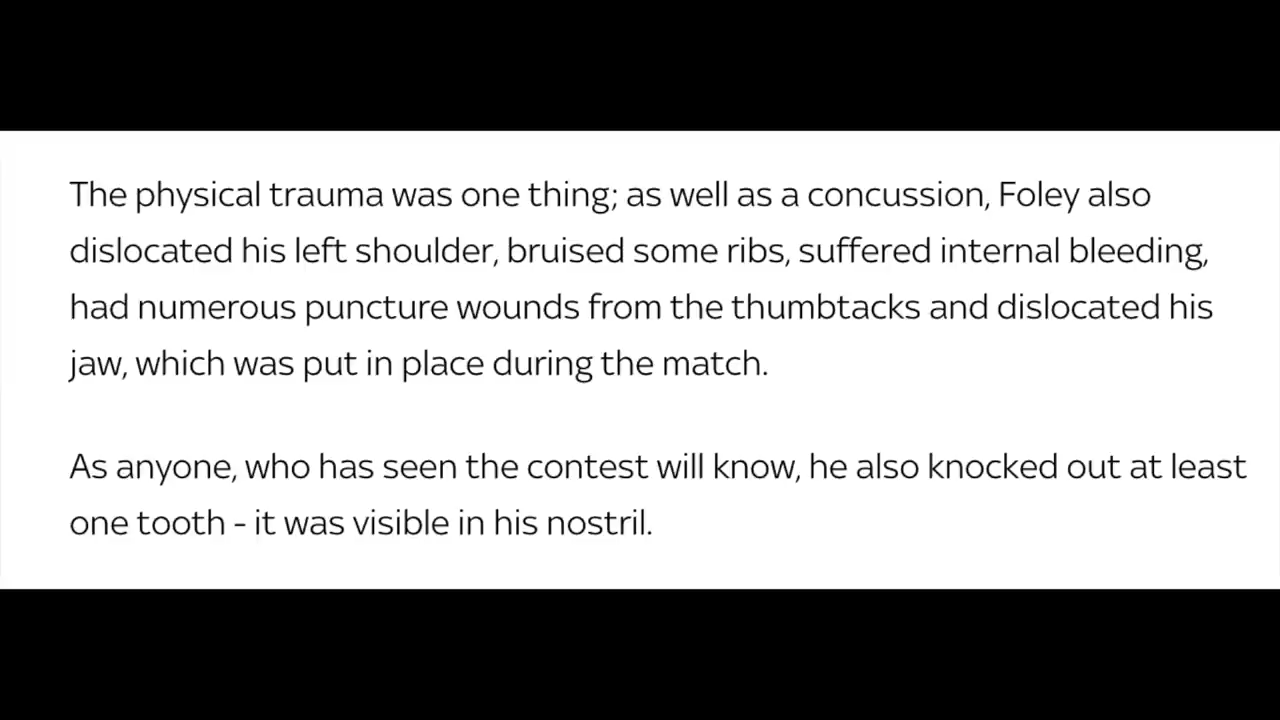 The physical trauma was one thing; as well as a concussion, Foley also
dislocated his left shoulder, bruised some ribs, suffered internal bleeding,
had numerous puncture wounds from the thumbtacks and dislocated his
jaw, which was put in place during the match.
As anyone, who has seen the contest will know, he also knocked out at least
one tooth - it was visible in his nostril.